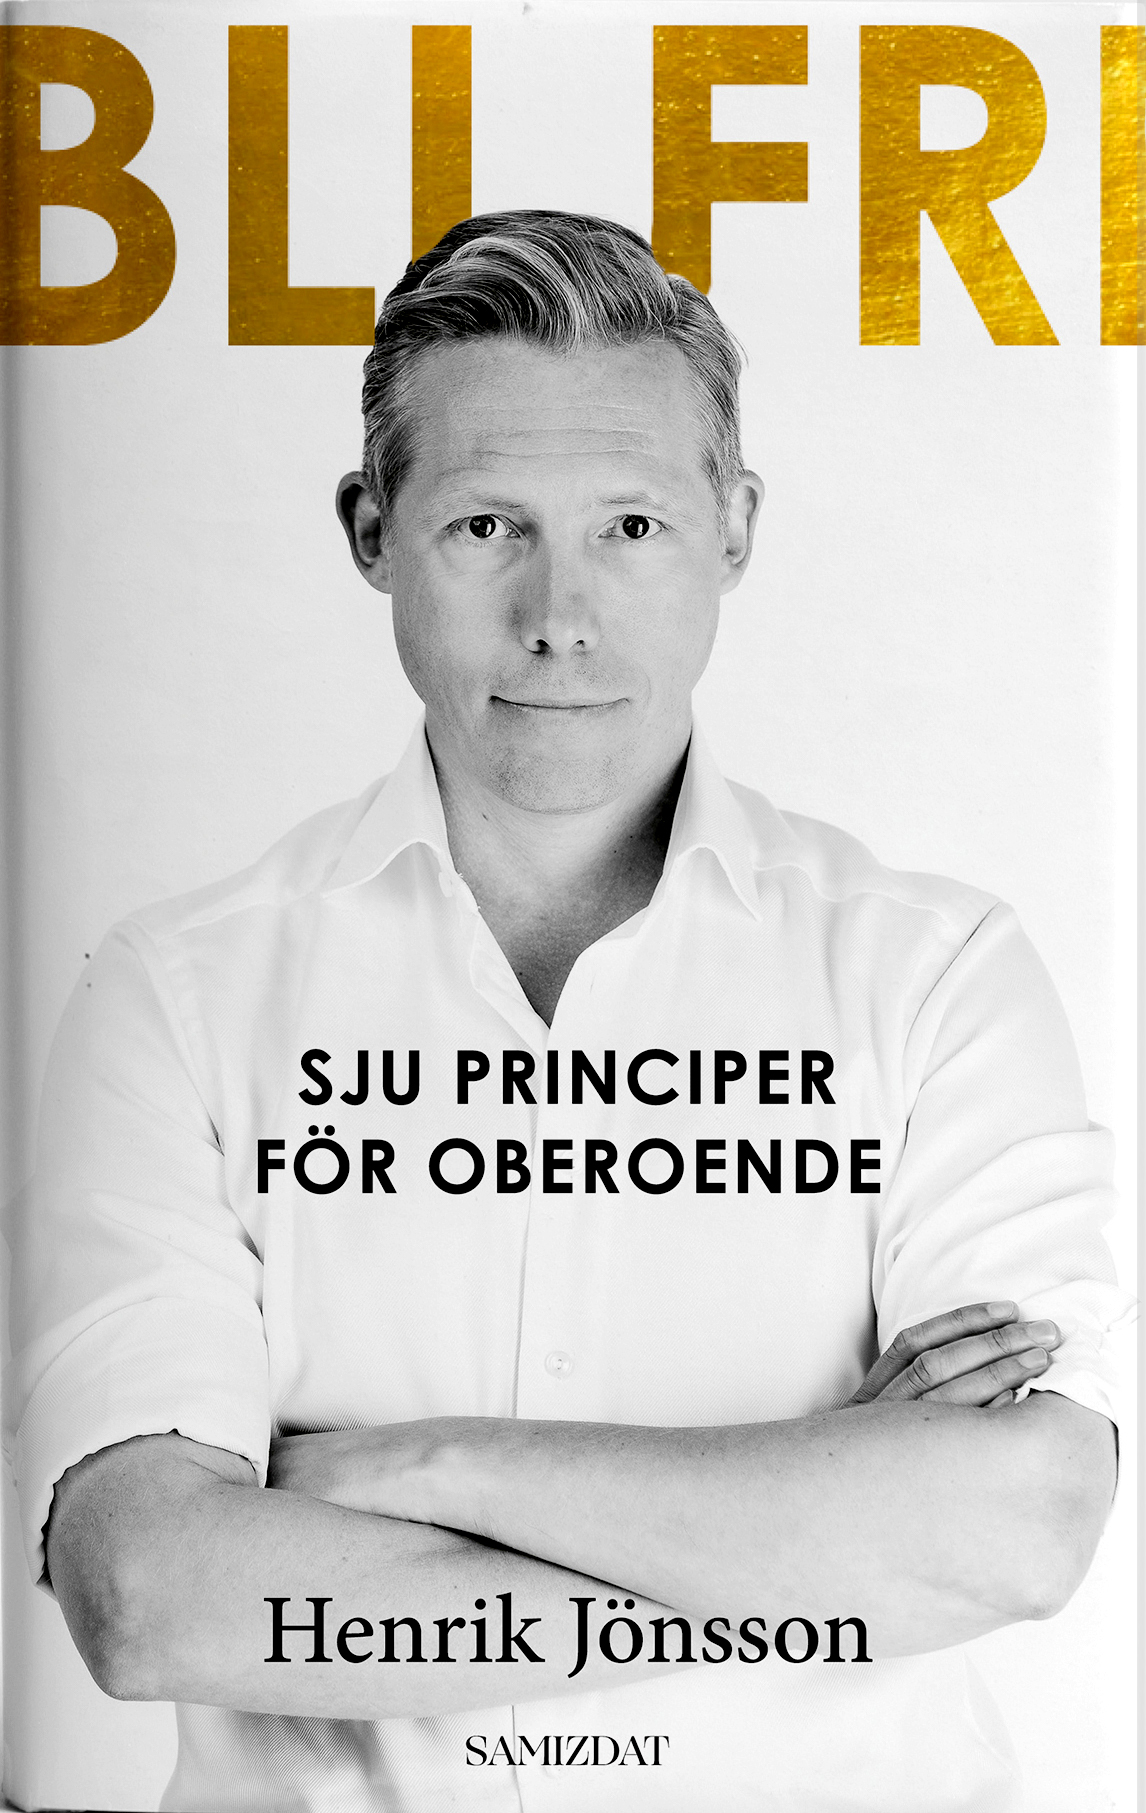 BLI FRI
SJU PRINCIPER
FÖR OBEROENDE
Henrik Jönsson
SAMIZDAT